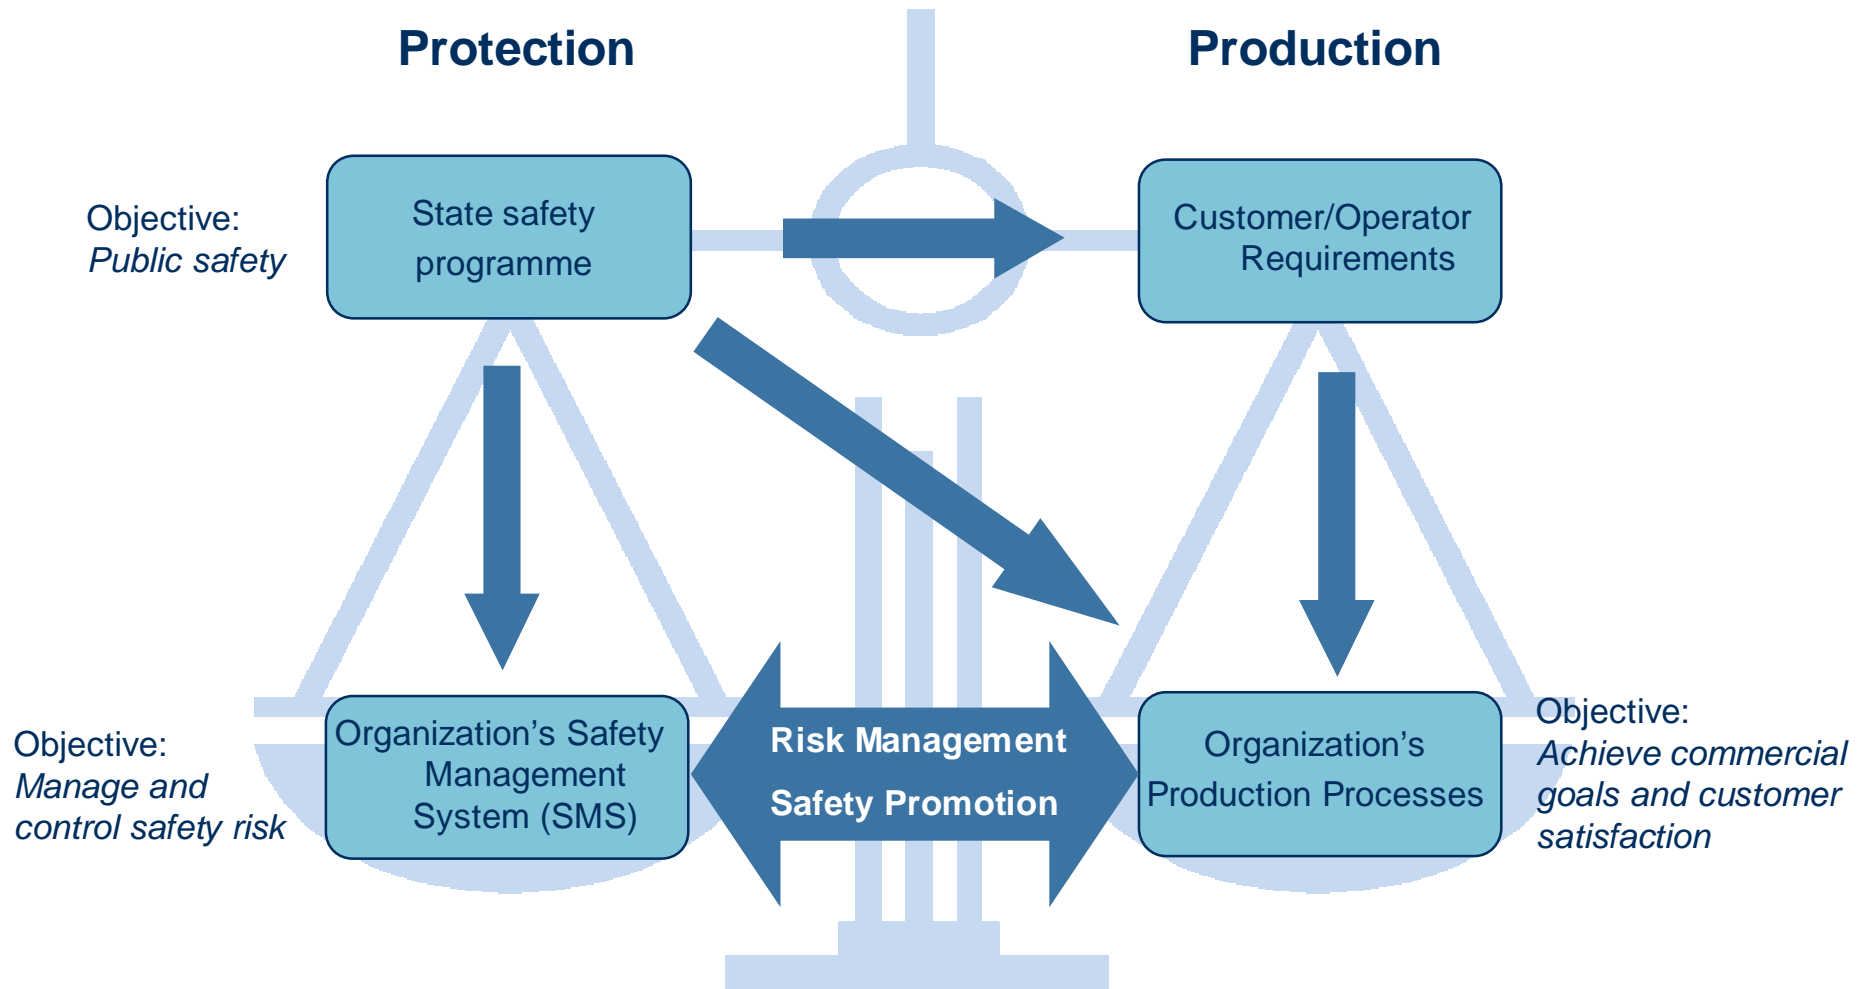 Protection
Production
Objective:
Public safety
State safety
programme
Customer/Operator
Requirements
Objective:
Manage and
control safety risk
Organization’s Safety
Management
System (SMS)
Risk Management
Safety Promotion
Organization’s
Production Processes
Objective:
Achieve commercial
goals and customer
satisfaction